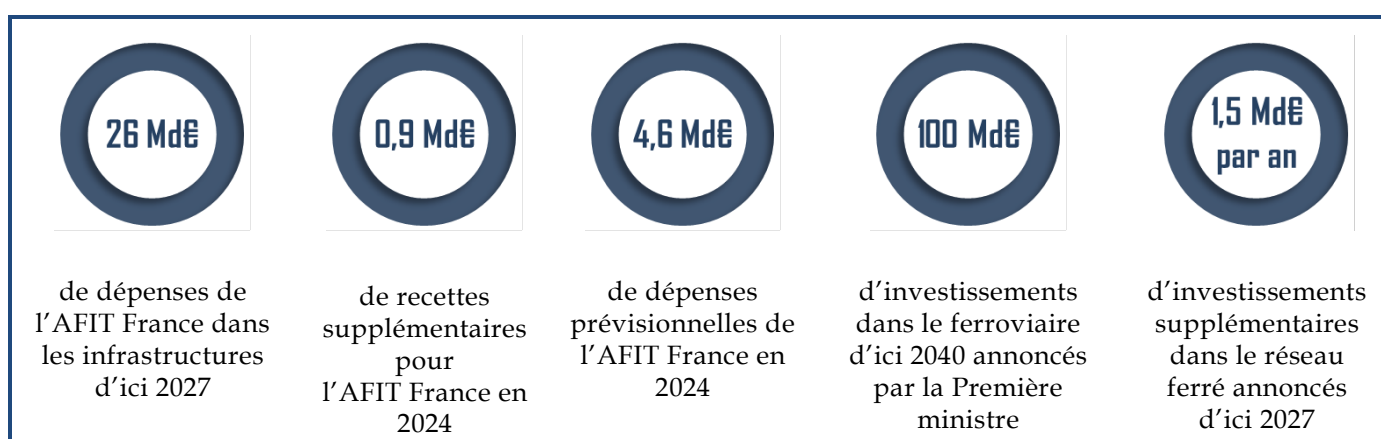 26 Md€
0,9 Md€
4,6 Md€
100 Md€
1,5 Md€
par an
de dépenses de
l’AFIT France dans
les infrastructures
d’ici 2027
de recettes
supplémentaires
pour
l’AFIT France en
2024
de dépenses
prévisionnelles de
l’AFIT France en
2024
d’investissements
dans le ferroviaire
d’ici 2040 annoncés
par la Première
ministre
d’investissements
supplémentaires
dans le réseau
ferré annoncés
d’ici 2027